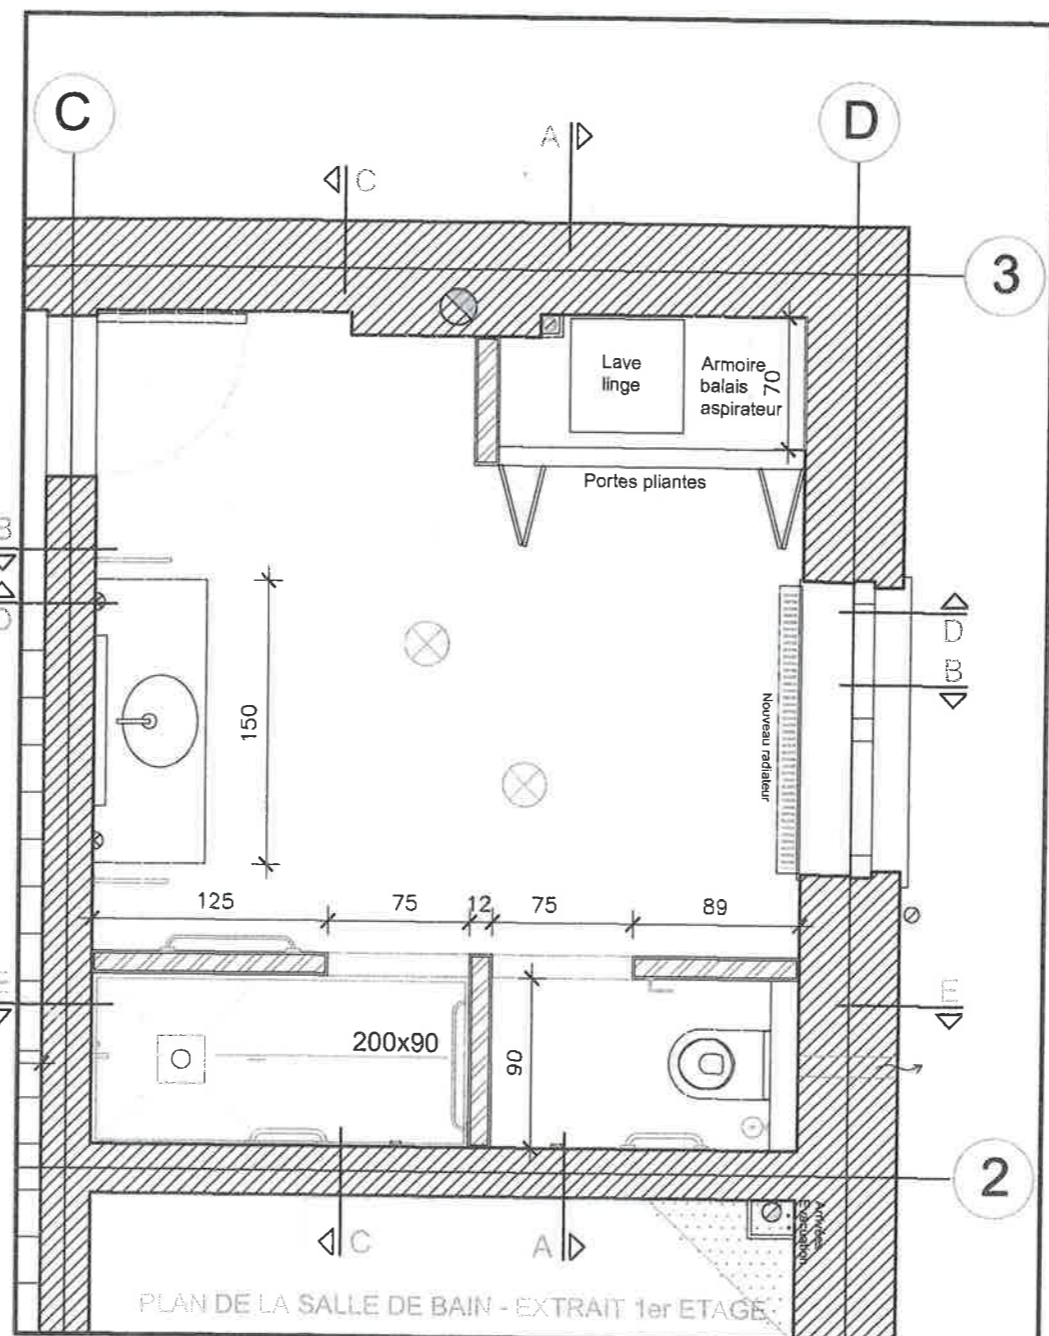 C
D
A
C
3
Lave
linge
Armoire
balais
aspirateur
70
Portes pliantes
B
D
D
B
150
Nouveau radiateur
125
75
12
75
89
E
E
200x90
90
2
C
A
Arrivées
Evacuation
PLAN DE LA SALLE DE BAIN - EXTRAIT 1er ETAGE